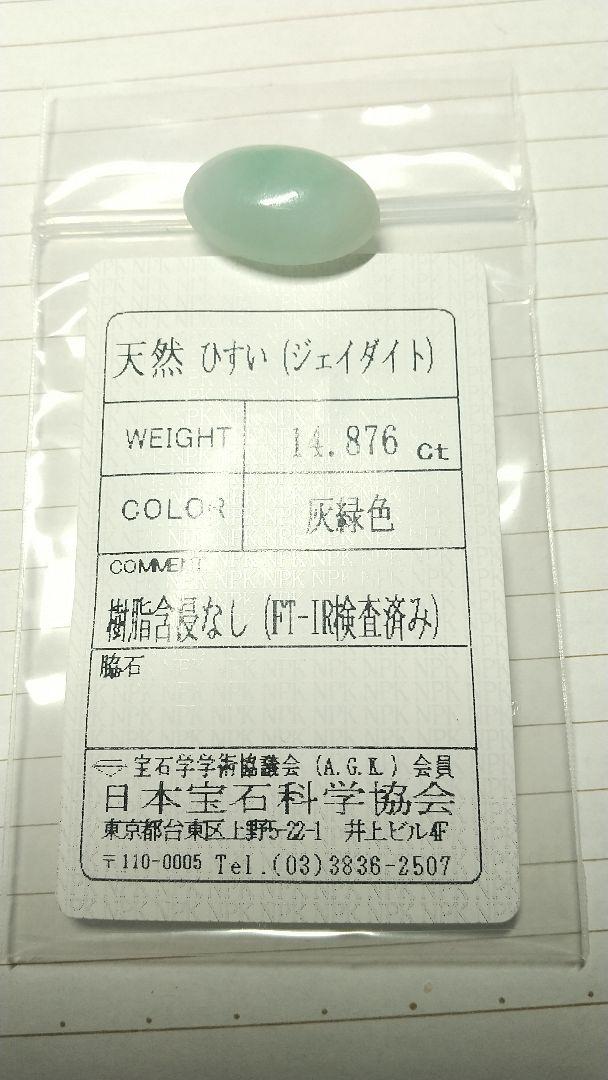 天然 ひすい (ジェイダイト)
WEIGHT 14.876 Ct
COLOR 灰緑色
COMMENT
樹脂含浸なし (FT-IR検査済み)
脇石
宝石学学術協議会 (A.G.K.) 会員
日本宝石科学協会
東京都台東区上野5-22-1 井上ビル4F
〒110-0005 Tel.(03)3836-2507
NPK NPK NPK